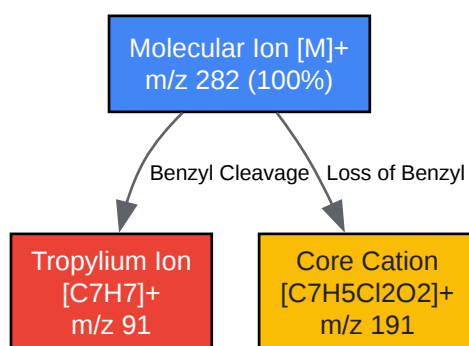 Molecular Ion [M]+
m/z 282 (100%)
Benzyl Cleavage
Loss of Benzyl
Tropylium Ion
[C7H7]+
m/z 91
Core Cation
[C7H5Cl2O2]+
m/z 191